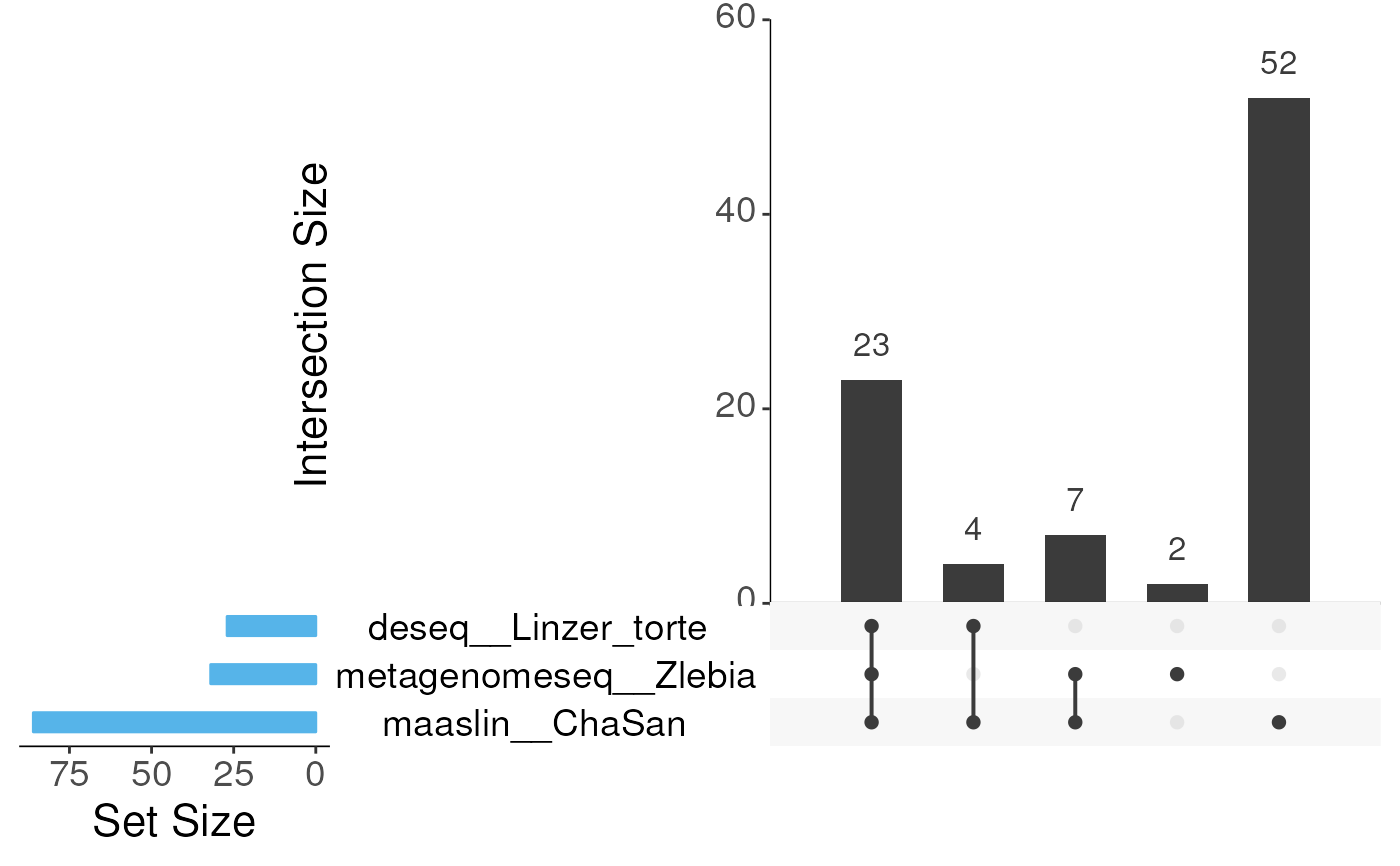 Intersection Size
60
40
20
0
23
4
7
2
52
deseq__Linzer_torte
metagenomeseq__Zlebia
maaslin__ChaSan
75 50 25 0
Set Size